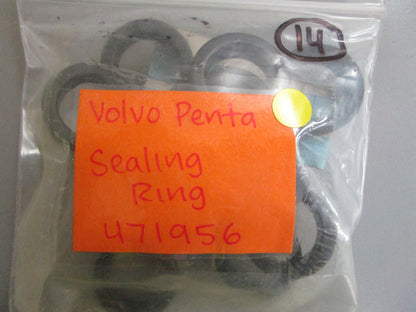 14
Volvo Penta
Sealing
Ring
471956